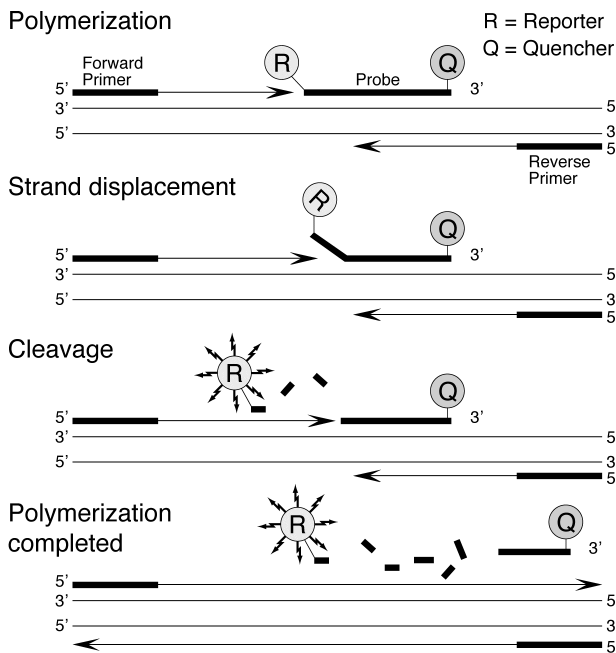 Polymerization
R = Reporter
Q = Quencher
Forward
Primer
R
Probe
Q
5’
3’
3’
5
5’
3
5
Reverse
Primer
Strand displacement
R
Q
5’
3’
3’
5
5’
3
5
Cleavage
R
Q
5’
3’
3’
5
5’
3
5
Polymerization
completed
R
Q
3’
5’
3’
5
5’
3
5